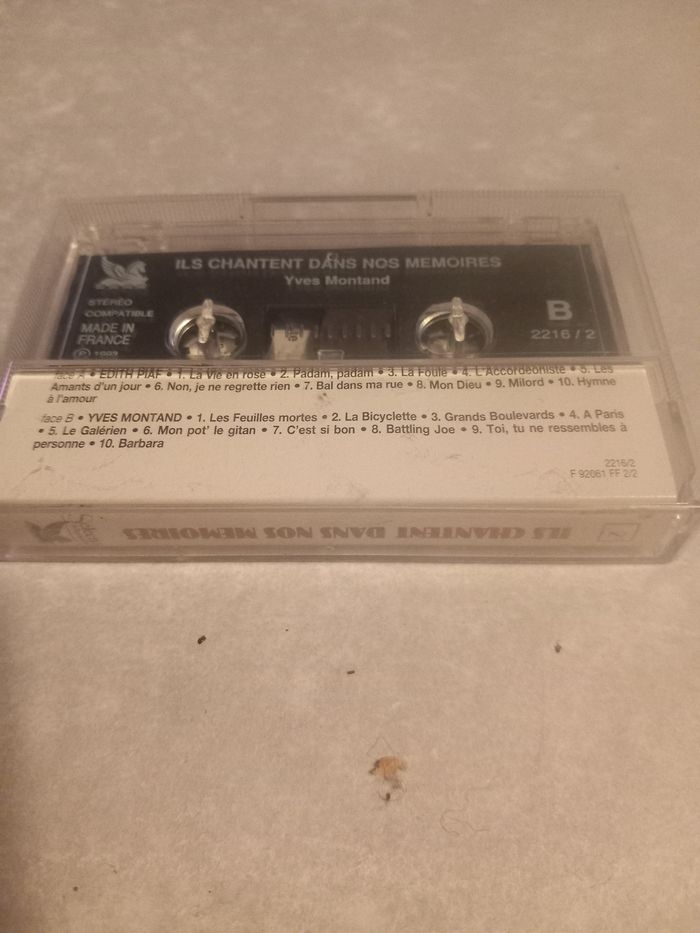 ILS CHANTENT DANS NOS MEMOIRES
Yves Montand
STÉRÉO
COMPATIBLE
MADE IN
FRANCE
B
2216 / 2
℗ 1992
face A • EDITH PIAF • 1. La Vie en rose • 2. Padam, padam • 3. La Foule • 4. L'Accordéoniste • 5. Les
Amants d'un jour • 6. Non, je ne regrette rien • 7. Bal dans ma rue • 8. Mon Dieu • 9. Milord • 10. Hymne
à l'amour
face B • YVES MONTAND • 1. Les Feuilles mortes • 2. La Bicyclette • 3. Grands Boulevards • 4. A Paris
• 5. Le Galérien • 6. Mon pot' le gitan • 7. C'est si bon • 8. Battling Joe • 9. Toi, tu ne ressembles à
personne • 10. Barbara
2216/2
F 92061 FF 2/2
ILS CHANTENT DANS NOS MEMOIRES